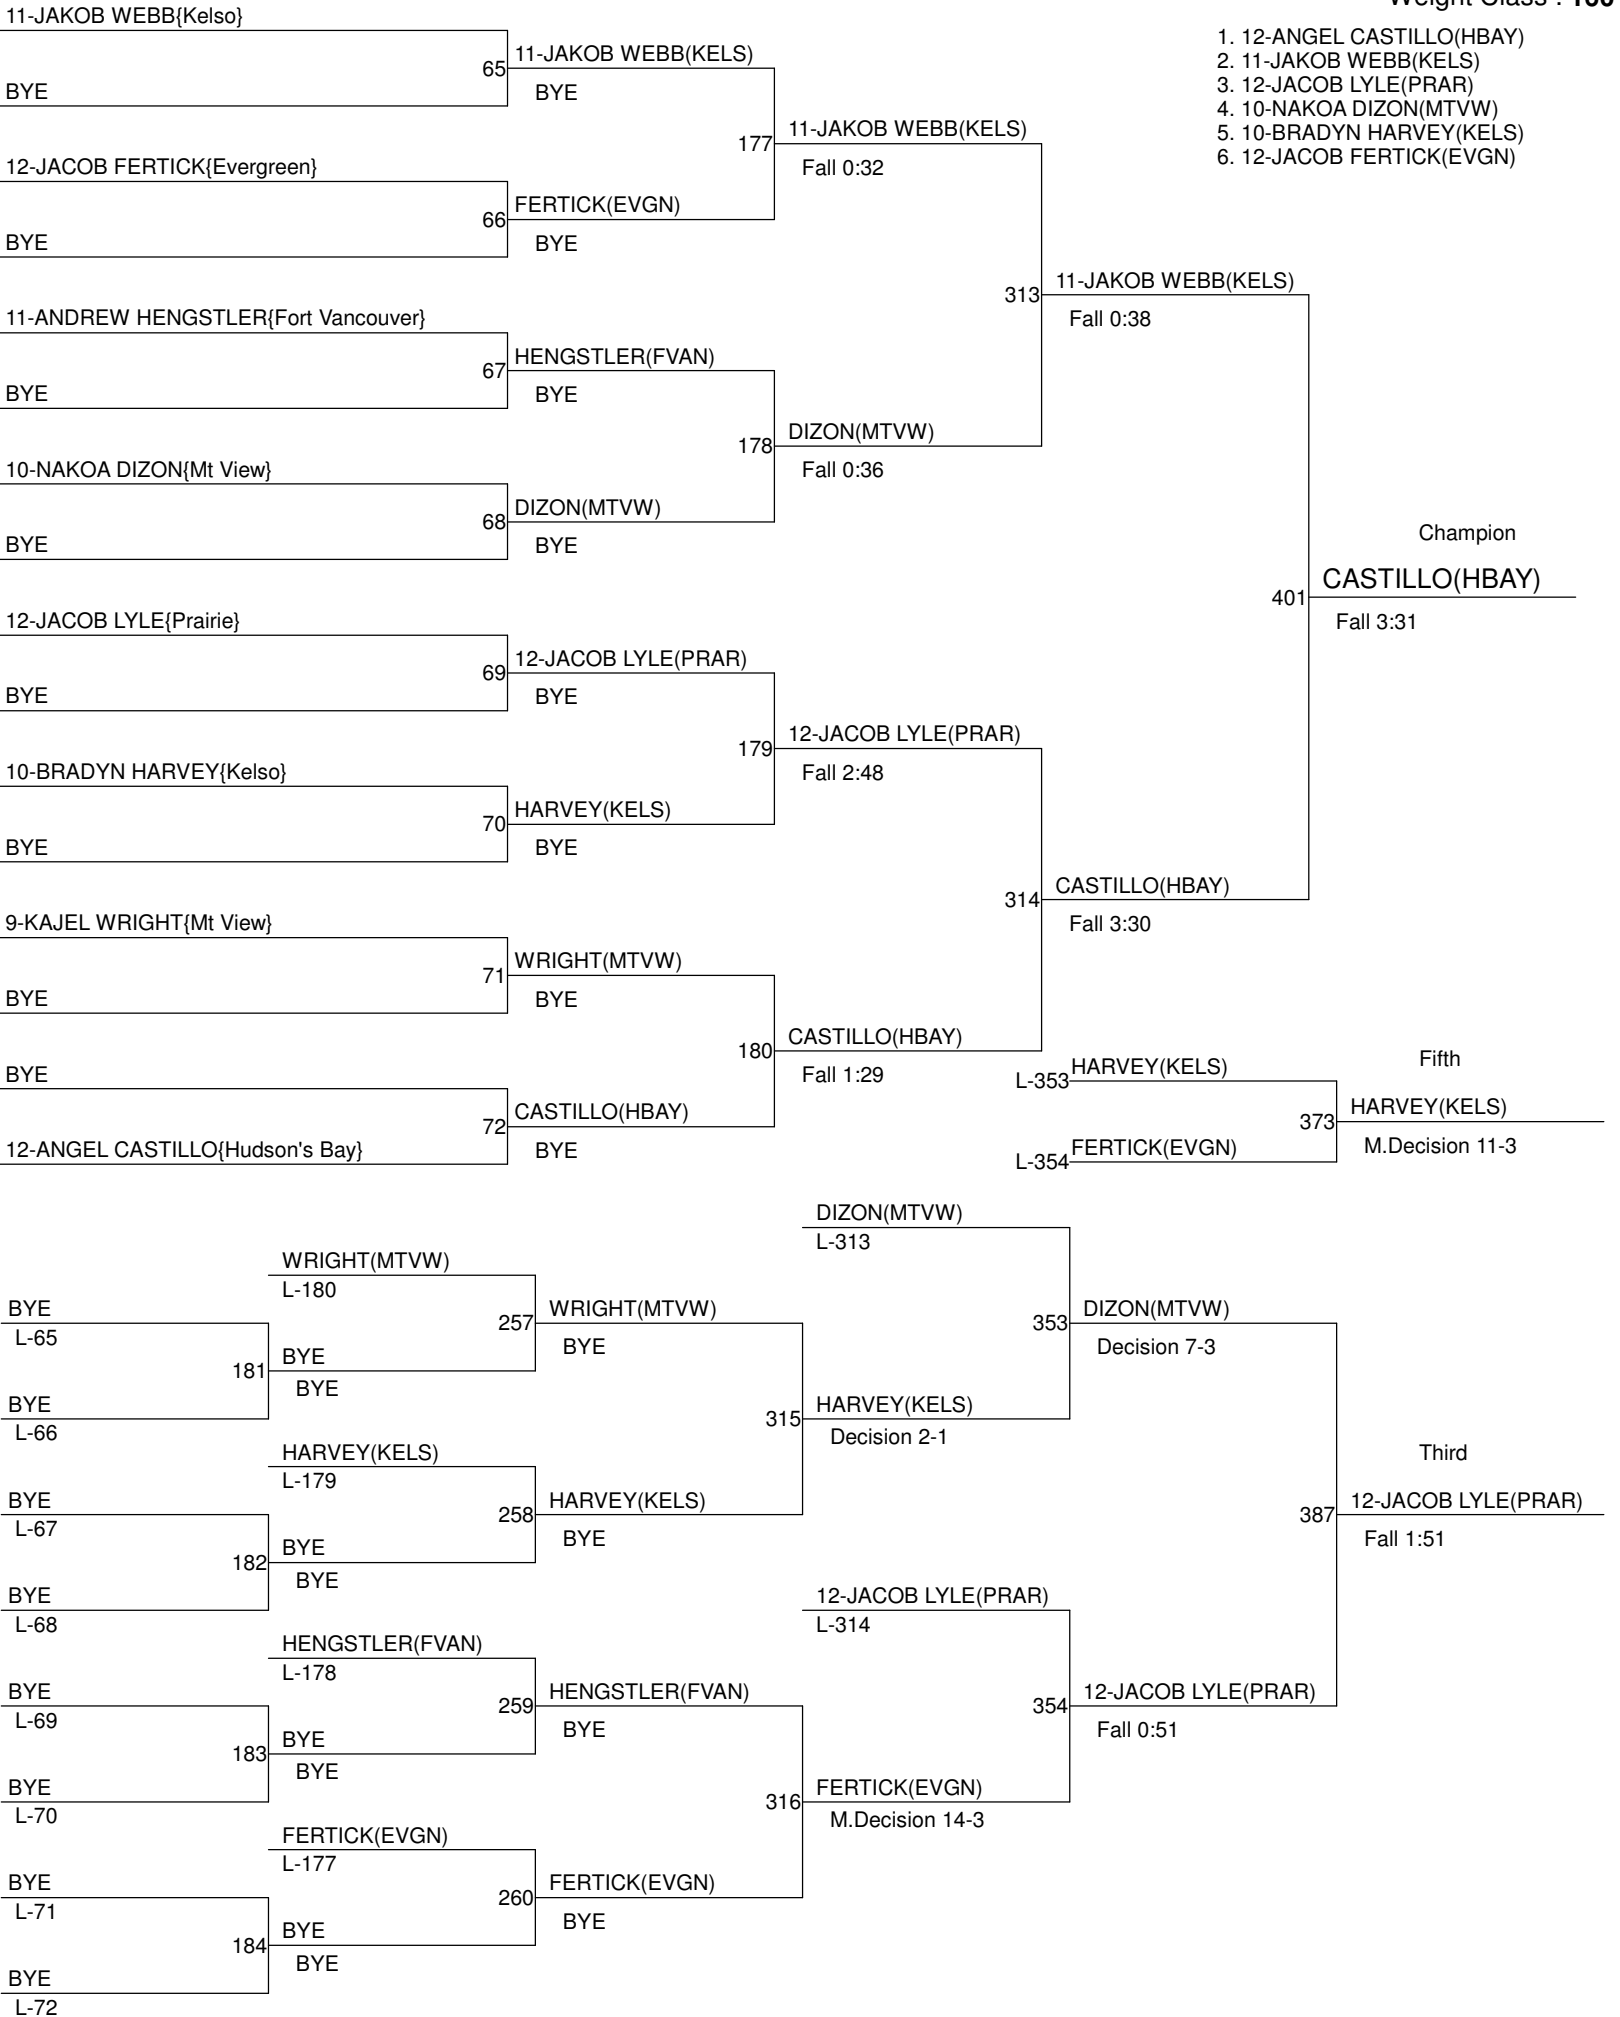 11-JAKOB WEBB{Kelso}
BYE
12-JACOB FERTICK{Evergreen}
BYE
11-ANDREW HENGSTLER{Fort Vancouver}
BYE
10-NAKOA DIZON{Mt View}
BYE
12-JACOB LYLE{Prairie}
BYE
10-BRADYN HARVEY{Kelso}
BYE
9-KAJEL WRIGHT{Mt View}
BYE
BYE
12-ANGEL CASTILLO{Hudson's Bay}
65
11-JAKOB WEBB(KELS)
BYE
66
FERTICK(EVGN)
BYE
67
HENGSTLER(FVAN)
BYE
68
DIZON(MTVW)
BYE
69
12-JACOB LYLE(PRAR)
BYE
70
HARVEY(KELS)
BYE
71
WRIGHT(MTVW)
BYE
72
CASTILLO(HBAY)
BYE
177
11-JAKOB WEBB(KELS)
Fall 0:32
178
DIZON(MTVW)
Fall 0:36
179
12-JACOB LYLE(PRAR)
Fall 2:48
180
CASTILLO(HBAY)
Fall 1:29
313
11-JAKOB WEBB(KELS)
Fall 0:38
314
CASTILLO(HBAY)
Fall 3:30
Weight Class :
1. 12-ANGEL CASTILLO(HBAY)
2. 11-JAKOB WEBB(KELS)
3. 12-JACOB LYLE(PRAR)
4. 10-NAKOA DIZON(MTVW)
5. 10-BRADYN HARVEY(KELS)
6. 12-JACOB FERTICK(EVGN)
Champion
401
CASTILLO(HBAY)
Fall 3:31
L-353
HARVEY(KELS)
L-354
FERTICK(EVGN)
Fifth
373
HARVEY(KELS)
M.Decision 11-3
BYE
L-65
BYE
L-66
BYE
L-67
BYE
L-68
BYE
L-69
BYE
L-70
BYE
L-71
BYE
L-72
WRIGHT(MTVW)
L-180
181
BYE
BYE
HARVEY(KELS)
L-179
182
BYE
BYE
HENGSTLER(FVAN)
L-178
183
BYE
BYE
FERTICK(EVGN)
L-177
184
BYE
BYE
257
WRIGHT(MTVW)
BYE
258
HARVEY(KELS)
BYE
259
HENGSTLER(FVAN)
BYE
260
FERTICK(EVGN)
BYE
DIZON(MTVW)
L-313
315
HARVEY(KELS)
Decision 2-1
12-JACOB LYLE(PRAR)
L-314
316
FERTICK(EVGN)
M.Decision 14-3
353
DIZON(MTVW)
Decision 7-3
354
12-JACOB LYLE(PRAR)
Fall 0:51
Third
387
12-JACOB LYLE(PRAR)
Fall 1:51